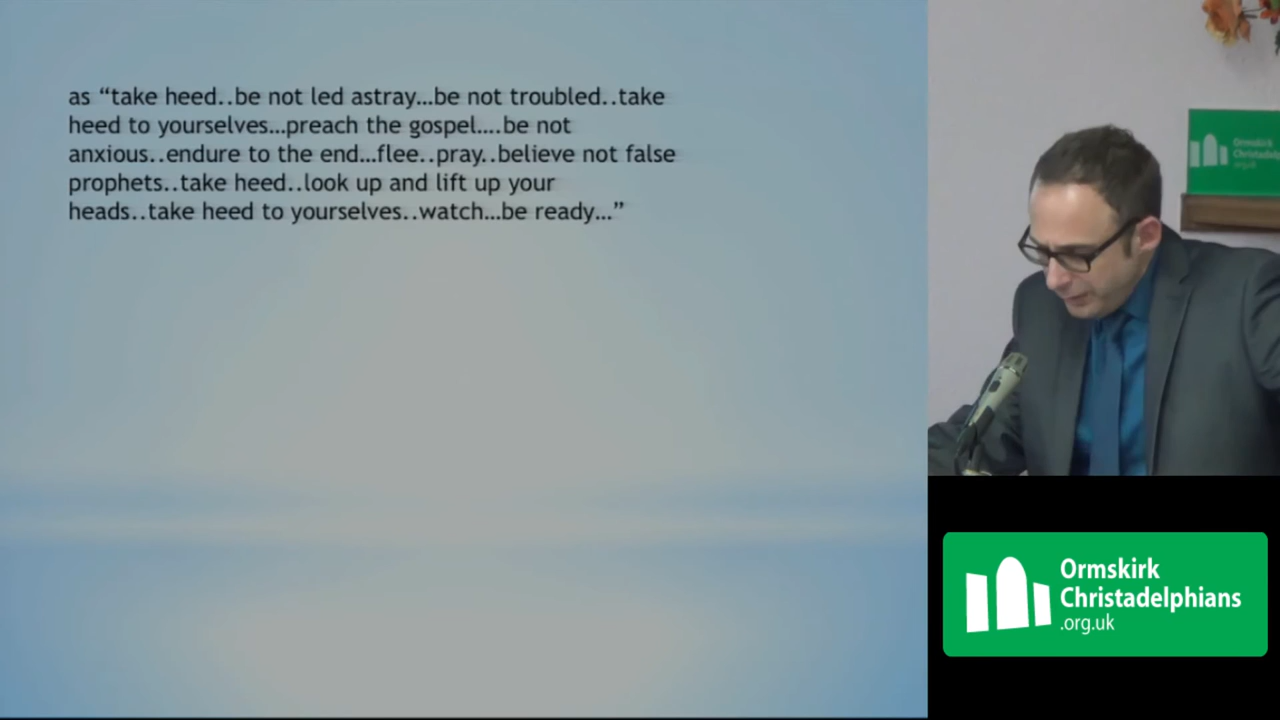 as “take heed..be not led astray...be not troubled..take
heed to yourselves...preach the gospel....be not
anxious..endure to the end...flee..pray..believe not false
prophets..take heed..look up and lift up your
heads..take heed to yourselves..watch...be ready...”
Ormskirk
.org.uk
Ormskirk
Christadelphians
.org.uk